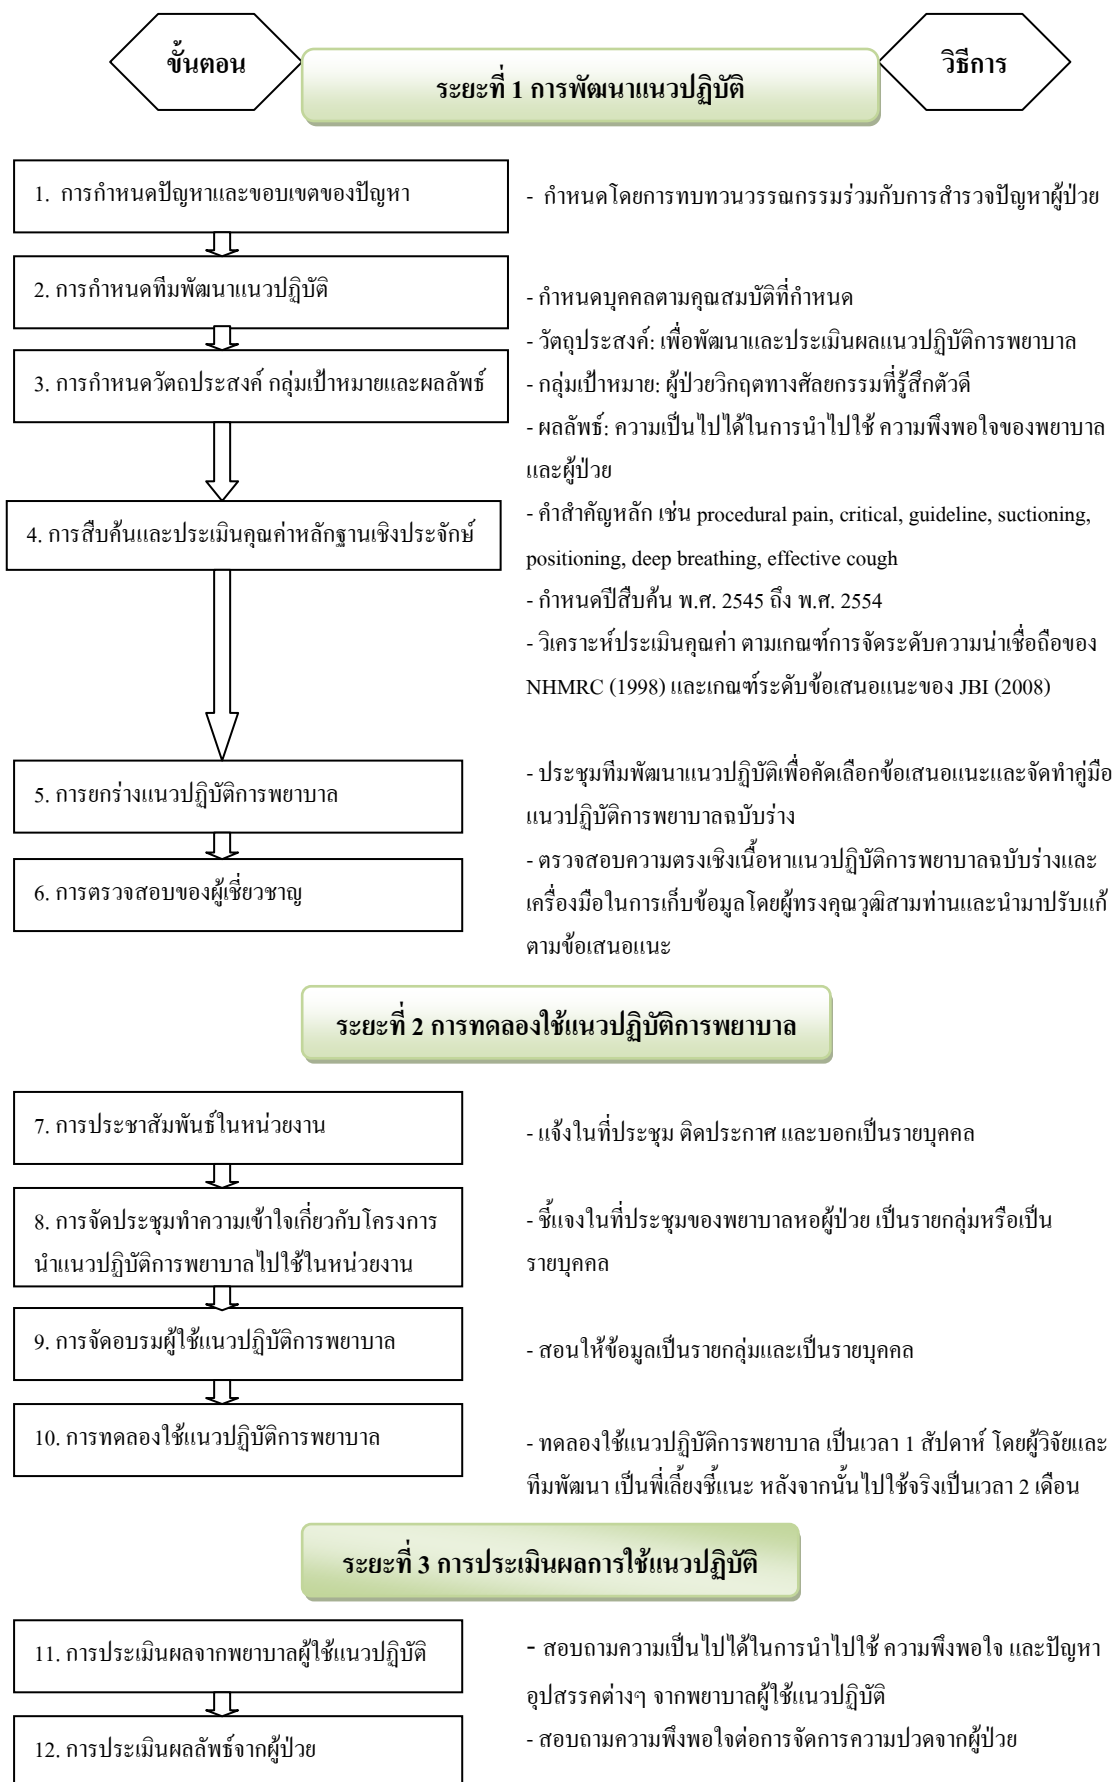 ขั้นตอน
วิธีการ
ระยะที่ 1 การพัฒนาแนวปฏิบัติ
1. การกำหนดปัญหาและขอบเขตของปัญหา
- กำหนดโดยการทบทวนวรรณกรรมร่วมกับการสำรวจปัญหาผู้ป่วย
2. การกำหนดทีมพัฒนาแนวปฏิบัติ
- กำหนดบุคคลตามคุณสมบัติที่กำหนด
3. การกำหนดวัตถุประสงค์ กลุ่มเป้าหมายและผลลัพธ์
- วัตถุประสงค์: เพื่อพัฒนาและประเมินผลแนวปฏิบัติการพยาบาล
- กลุ่มเป้าหมาย: ผู้ป่วยวิกฤตทางศัลยกรรมที่รู้สึกตัวดี
- ผลลัพธ์: ความเป็นไปได้ในการนำไปใช้ ความพึงพอใจของพยาบาล
และผู้ป่วย
4. การสืบค้นและประเมินคุณค่าหลักฐานเชิงประจักษ์
- คำสำคัญหลัก เช่น procedural pain, critical, guideline, suctioning,
positioning, deep breathing, effective cough
- กำหนดปีสืบค้น พ.ศ. 2545 ถึง พ.ศ. 2554
- วิเคราะห์ประเมินคุณค่า ตามเกณฑ์การจัดระดับความน่าเชื่อถือของ
NHMRC (1998) และเกณฑ์ระดับข้อเสนอแนะของ JBI (2008)
5. การยกร่างแนวปฏิบัติการพยาบาล
- ประชุมทีมพัฒนาแนวปฏิบัติเพื่อคัดเลือกข้อเสนอแนะและจัดทำคู่มือ
แนวปฏิบัติการพยาบาลฉบับร่าง
6. การตรวจสอบของผู้เชี่ยวชาญ
- ตรวจสอบความตรงเชิงเนื้อหาแนวปฏิบัติการพยาบาลฉบับร่างและ
เครื่องมือในการเก็บข้อมูลโดยผู้ทรงคุณวุฒิสามท่านและนำมาปรับแก้
ตามข้อเสนอแนะ
ระยะที่ 2 การทดลองใช้แนวปฏิบัติการพยาบาล
7. การประชาสัมพันธ์ในหน่วยงาน
- แจ้งในที่ประชุม ติดประกาศ และบอกเป็นรายบุคคล
8. การจัดประชุมทำความเข้าใจเกี่ยวกับโครงการ
นำแนวปฏิบัติการพยาบาลไปใช้ในหน่วยงาน
- ชี้แจงในที่ประชุมของพยาบาลหอผู้ป่วย เป็นรายกลุ่มหรือเป็น
รายบุคคล
9. การจัดอบรมผู้ใช้แนวปฏิบัติการพยาบาล
- สอนให้ข้อมูลเป็นรายกลุ่มและเป็นรายบุคคล
10. การทดลองใช้แนวปฏิบัติการพยาบาล
- ทดลองใช้แนวปฏิบัติการพยาบาล เป็นเวลา 1 สัปดาห์ โดยผู้วิจัยและ
ทีมพัฒนา เป็นพี่เลี้ยงชี้แนะ หลังจากนั้นไปใช้จริงเป็นเวลา 2 เดือน
ระยะที่ 3 การประเมินผลการใช้แนวปฏิบัติ
11. การประเมินผลจากพยาบาลผู้ใช้แนวปฏิบัติ
- สอบถามความเป็นไปได้ในการนำไปใช้ ความพึงพอใจ และปัญหา
อุปสรรคต่างๆ จากพยาบาลผู้ใช้แนวปฏิบัติ
12. การประเมินผลลัพธ์จากผู้ป่วย
- สอบถามความพึงพอใจต่อการจัดการความปวดจากผู้ป่วย